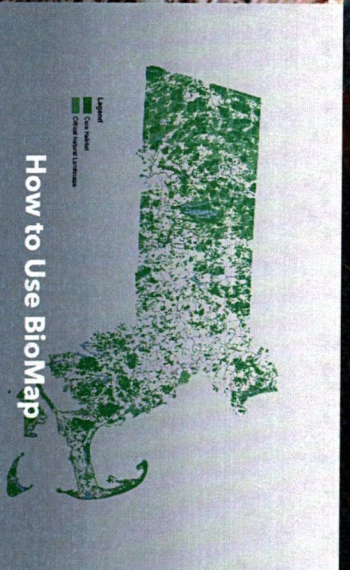 Legend
Core Habitat
Critical Natural Landscape
How to Use BioMap